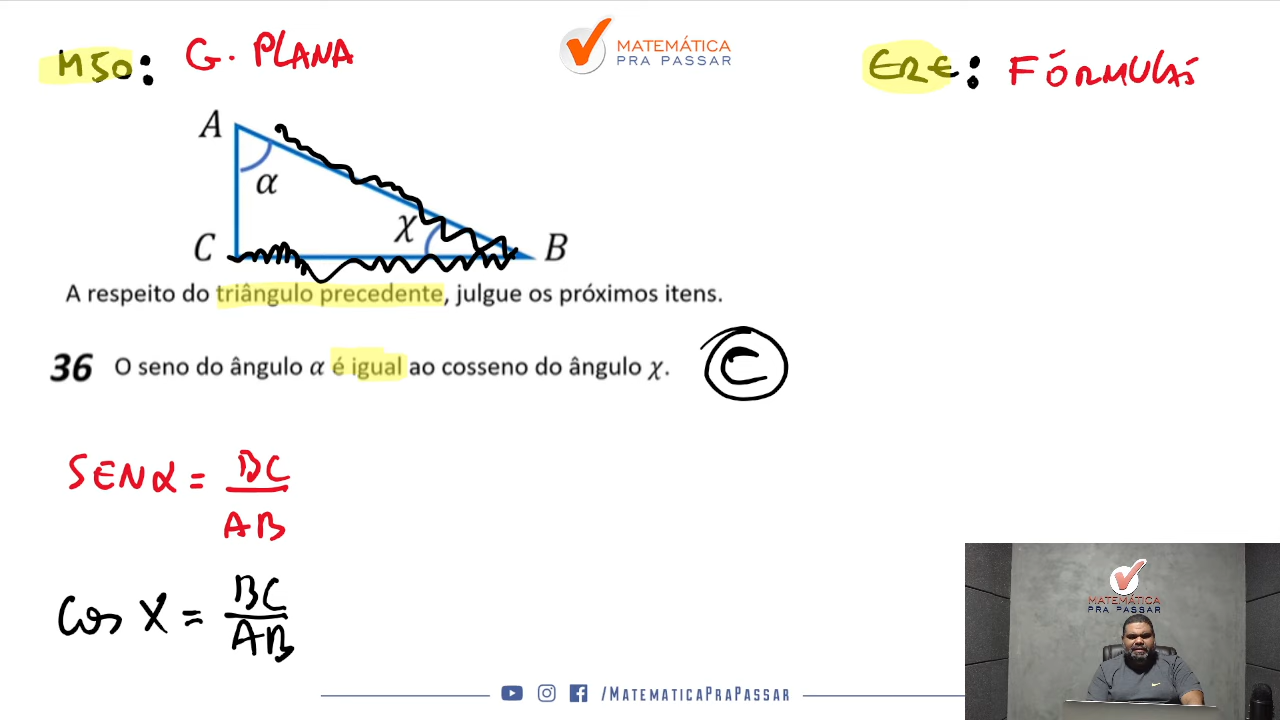 M50: G. PLANA
MATEMÁTICA
PRA PASSAR
ERE: FÓRMULAS
A
α
C
χ
B
A respeito do triângulo precedente, julgue os próximos itens.
36 O seno do ângulo α é igual ao cosseno do ângulo χ.
C
SENα = BC
AB
Cos X = BC
AB
MATEMÁTICA
PRA PASSAR
/MatematicaPraPassar